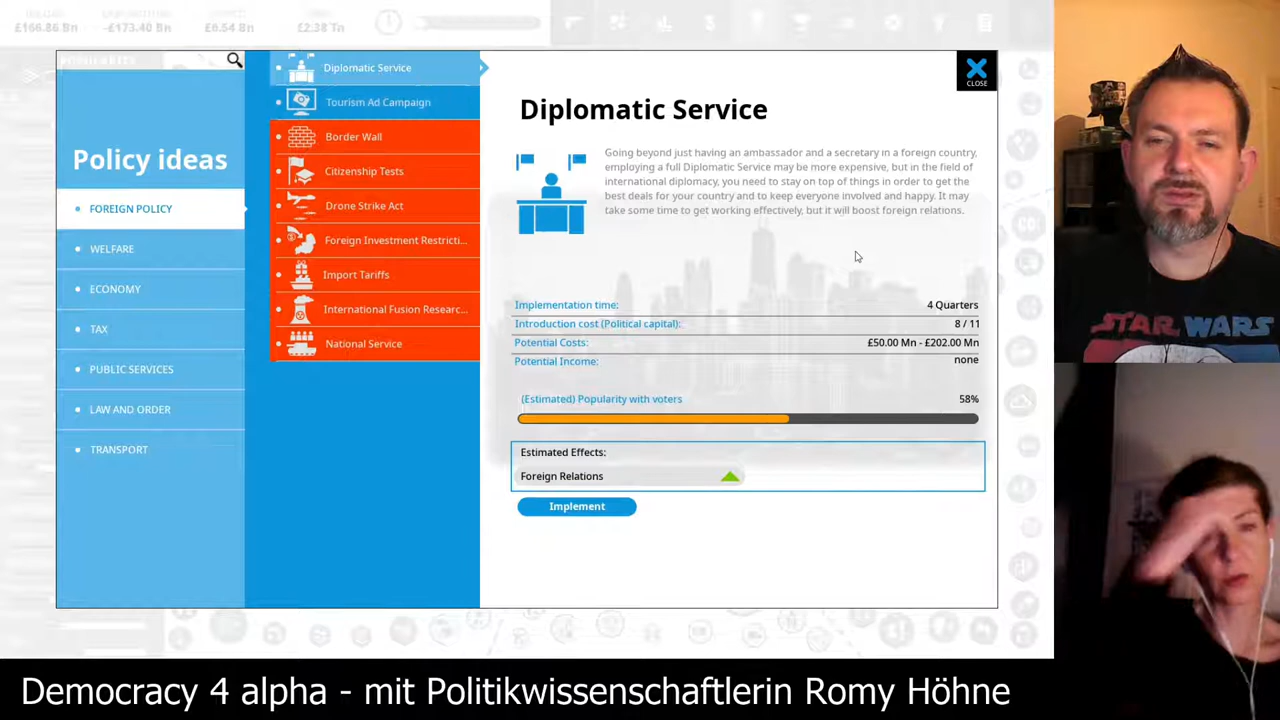 £166.86 Bn -£173.40 Bn £6.54 Bn £2.38 Tn
Policy ideas
FOREIGN POLICY
WELFARE
ECONOMY
TAX
PUBLIC SERVICES
LAW AND ORDER
TRANSPORT
Diplomatic Service
Tourism Ad Campaign
Border Wall
Citizenship Tests
Drone Strike Act
Foreign Investment Restricti...
Import Tariffs
International Fusion Researc...
National Service
CLOSE
Diplomatic Service
Going beyond just having an ambassador and a secretary in a foreign country,
employing a full Diplomatic Service may be more expensive, but in the field of
international diplomacy, you need to stay on top of things in order to get the
best deals for your country and to keep everyone involved and happy. It may
take some time to get working effectively, but it will boost foreign relations.
Implementation time: 4 Quarters
Introduction cost (Political capital): 8 / 11
Potential Costs: £50.00 Mn - £202.00 Mn
Potential Income: none
(Estimated) Popularity with voters 58%
Estimated Effects:
Foreign Relations
Implement
STAR WARS
Democracy 4 alpha - mit Politikwissenschaftlerin Romy Höhne